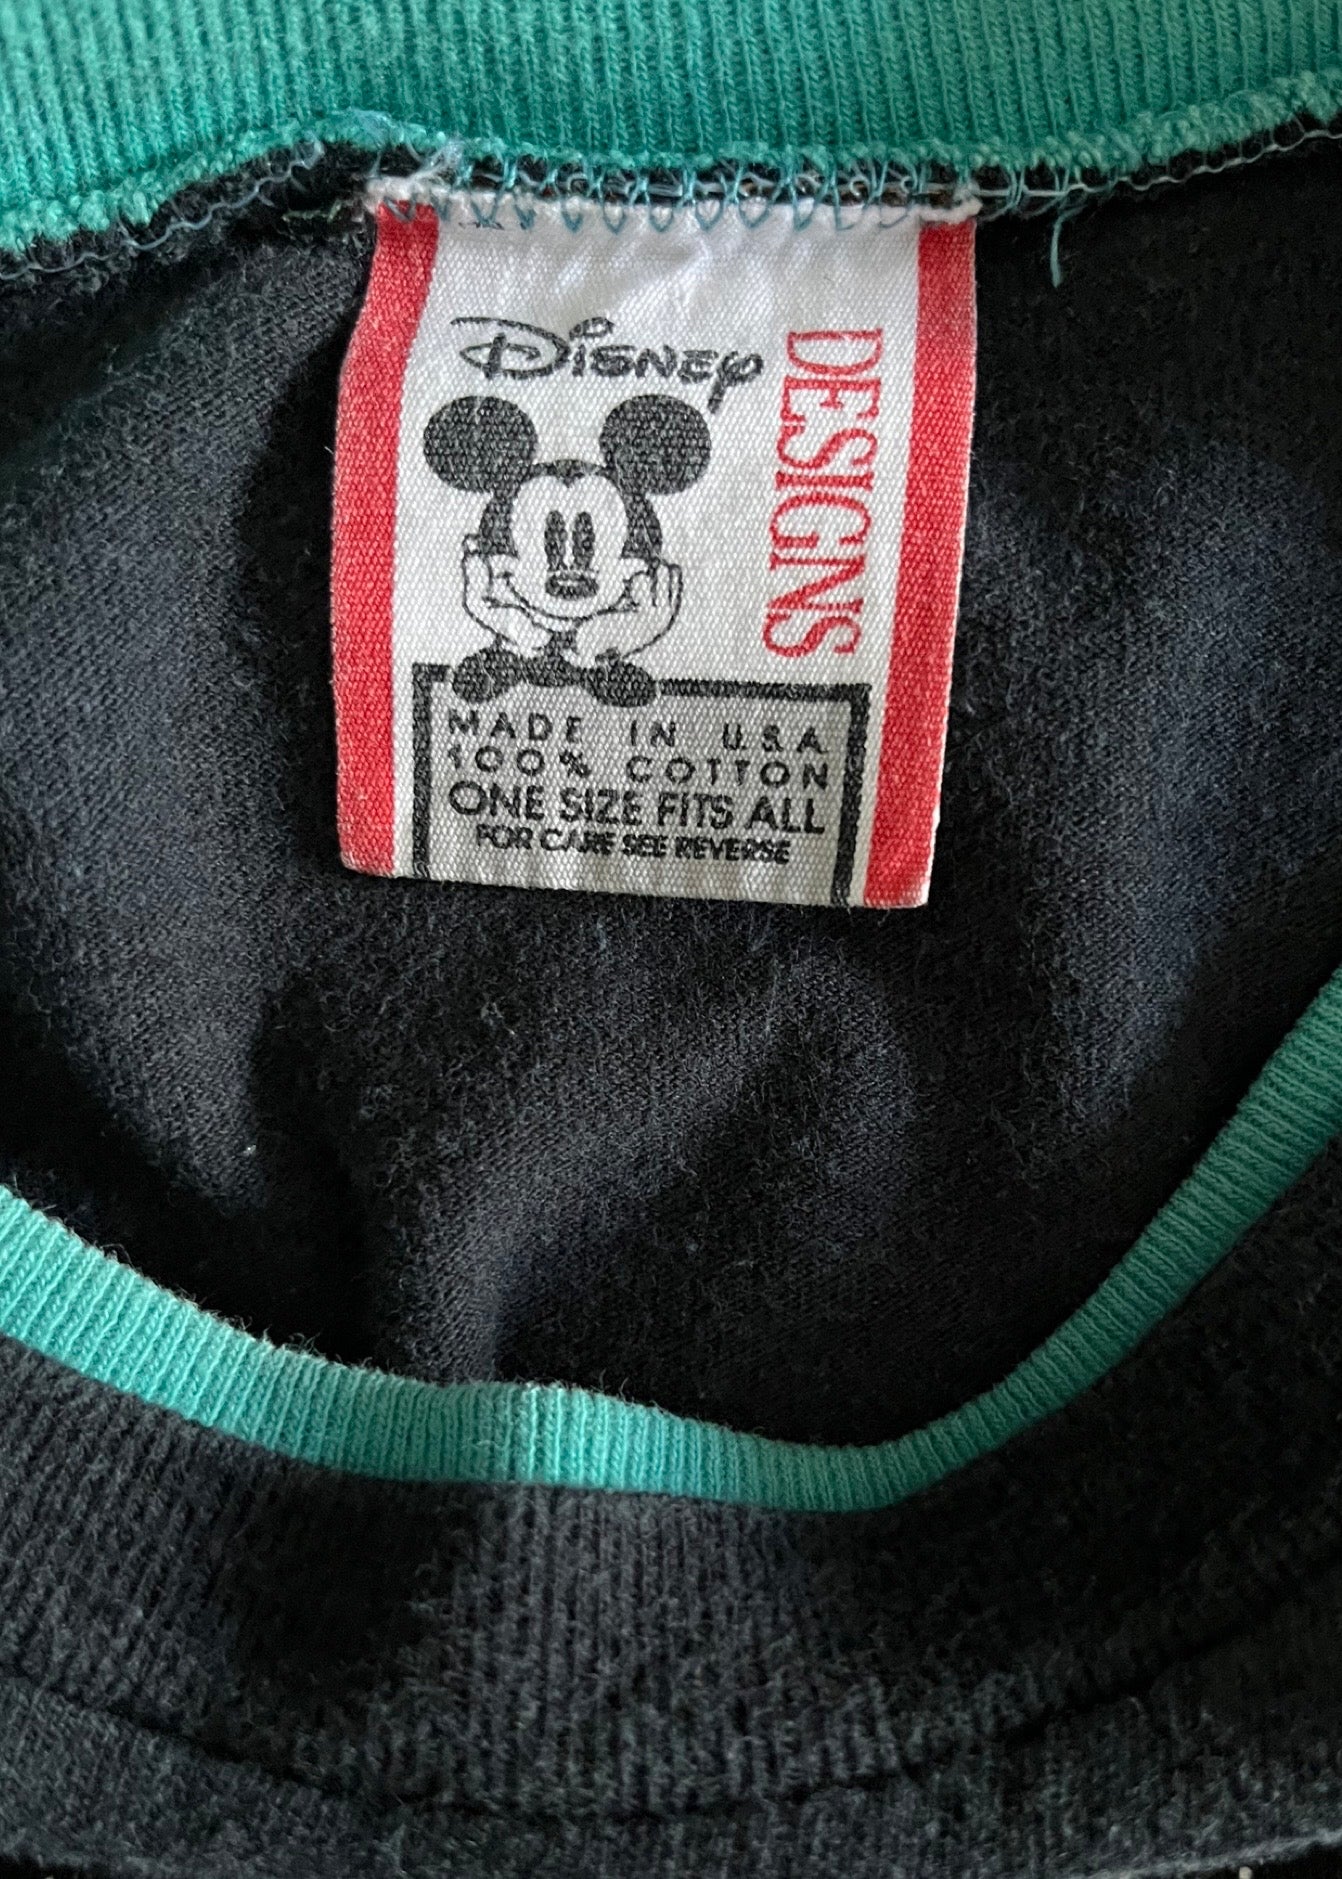 Disney
DESIGNS
MADE IN U.S.A.
100% COTTON
ONE SIZE FITS ALL
FOR CARE SEE REVERSE